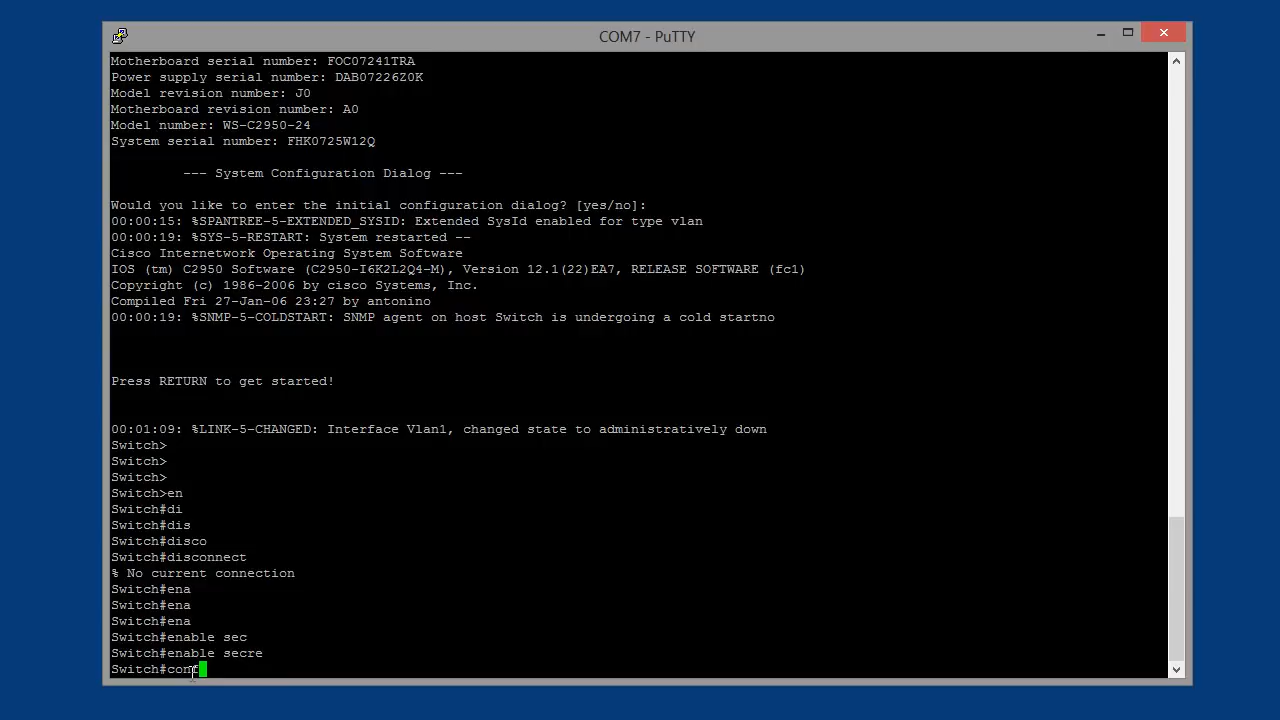 COM7 - PuTTY
Motherboard serial number: FOC07241TRA
Power supply serial number: DAB07226Z0K
Model revision number: J0
Motherboard revision number: A0
Model number: WS-C2950-24
System serial number: FHK0725W12Q
--- System Configuration Dialog ---
Would you like to enter the initial configuration dialog? [yes/no]:
00:00:15: %SPANTREE-5-EXTENDED_SYSID: Extended SysId enabled for type vlan
00:00:19: %SYS-5-RESTART: System restarted --
Cisco Internetwork Operating System Software
IOS (tm) C2950 Software (C2950-I6K2L2Q4-M), Version 12.1(22)EA7, RELEASE SOFTWARE (fc1)
Copyright (c) 1986-2006 by cisco Systems, Inc.
Compiled Fri 27-Jan-06 23:27 by antonino
00:00:19: %SNMP-5-COLDSTART: SNMP agent on host Switch is undergoing a cold startno
Press RETURN to get started!
00:01:09: %LINK-5-CHANGED: Interface Vlan1, changed state to administratively down
Switch>
Switch>
Switch>
Switch>en
Switch#di
Switch#dis
Switch#disco
Switch#disconnect
% No current connection
Switch#ena
Switch#ena
Switch#ena
Switch#enable sec
Switch#enable secre
Switch#conf